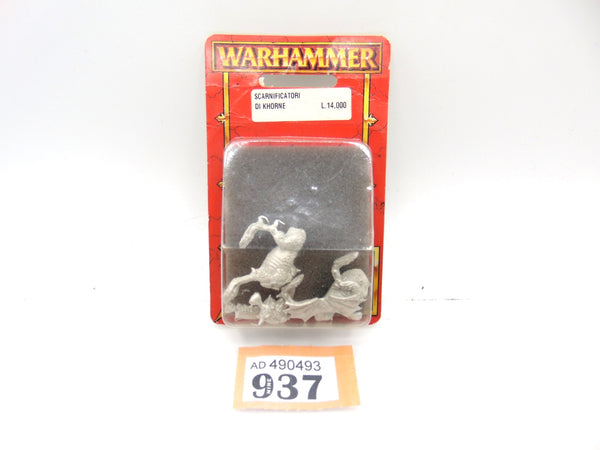 WARHAMMER
SCARNIFICATORI
DI KHORNE L.14,000
AD 490493
937